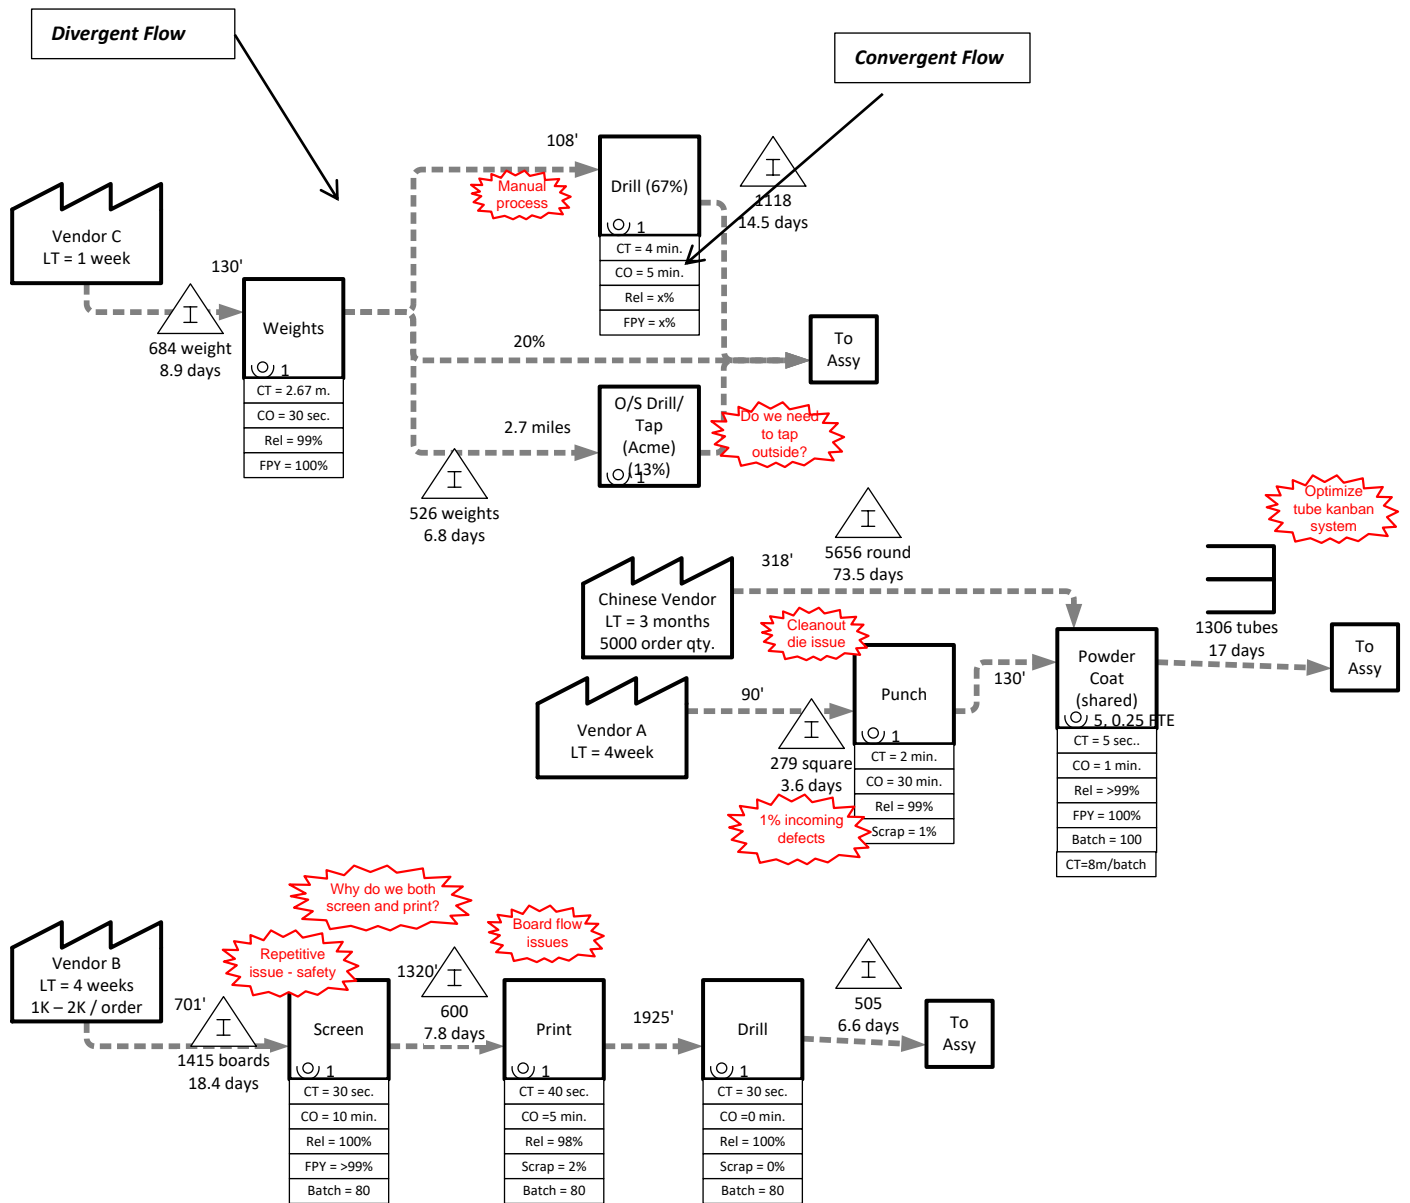 Divergent Flow
Convergent Flow
Vendor C
LT = 1 week
130'
I
684 weight
8.9 days
Weights
1
CT = 2.67 m.
CO = 30 sec.
Rel = 99%
FPY = 100%
108'
Manual
process
Drill (67%)
1
CT = 4 min.
CO = 5 min.
Rel = x%
FPY = x%
I
1118
14.5 days
20%
To
Assy
2.7 miles
I
526 weights
6.8 days
O/S Drill/
Tap
(Acme)
(13%)
1
Do we need
to tap
outside?
Chinese Vendor
LT = 3 months
5000 order qty.
318'
I
5656 round
73.5 days
Vendor A
LT = 4week
90'
I
279 square
3.6 days
1% incoming
defects
Cleanout
die issue
Punch
1
CT = 2 min.
CO = 30 min.
Rel = 99%
Scrap = 1%
130'
Powder
Coat
(shared)
5, 0.25 FTE
CT = 5 sec..
CO = 1 min.
Rel = >99%
FPY = 100%
Batch = 100
CT=8m/batch
1306 tubes
17 days
Optimize
tube kanban
system
To
Assy
Vendor B
LT = 4 weeks
1K – 2K / order
701'
I
1415 boards
18.4 days
Repetitive
issue - safety
Why do we both
screen and print?
Screen
1
CT = 30 sec.
CO = 10 min.
Rel = 100%
FPY = >99%
Batch = 80
1320'
I
600
7.8 days
Board flow
issues
Print
1
CT = 40 sec.
CO =5 min.
Rel = 98%
Scrap = 2%
Batch = 80
1925'
Drill
1
CT = 30 sec.
CO =0 min.
Rel = 100%
Scrap = 0%
Batch = 80
I
505
6.6 days
To
Assy